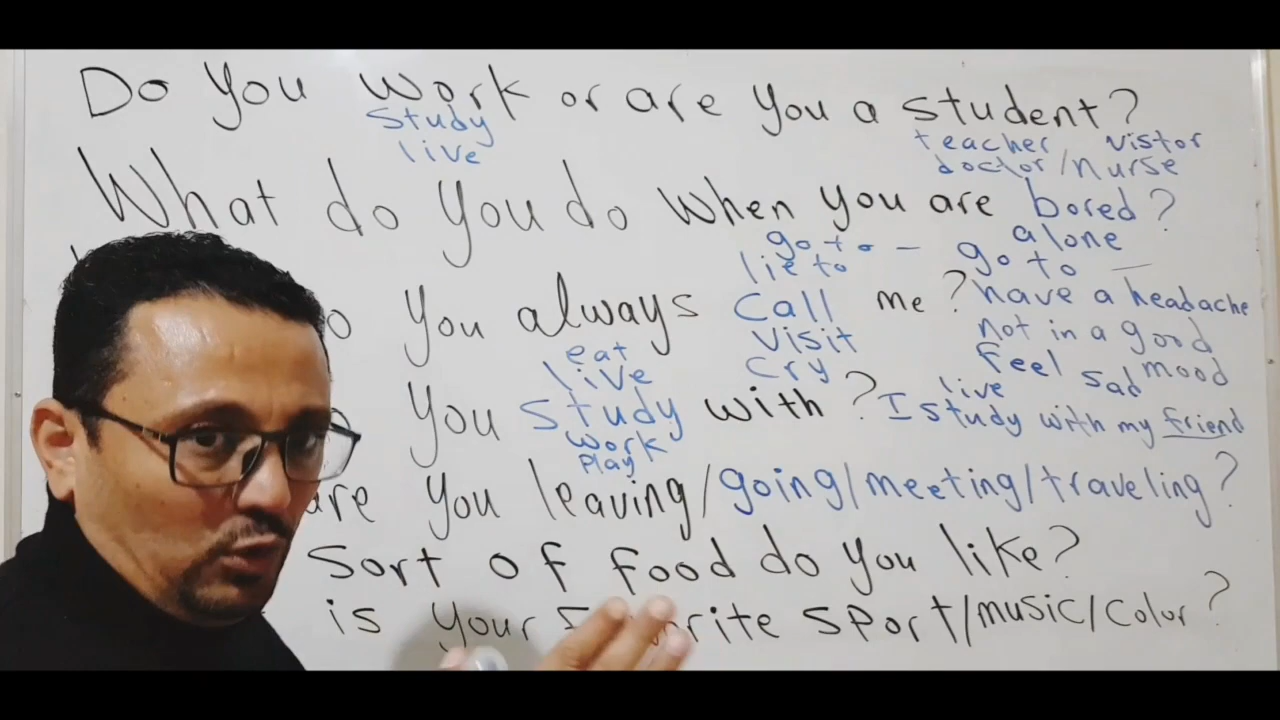 Do you work or are you a student?
study teacher vistor
live doctor/nurse
What do you do when you are bored?
go to - alone
lie to go to -
you always call me? have a headache
visit not in a good
eat cry feel sad mood
live live
you study with? I study with my friend
work
play
are you leaving/going/meeting/traveling?
sort of food do you like?
is your sport/music/color?